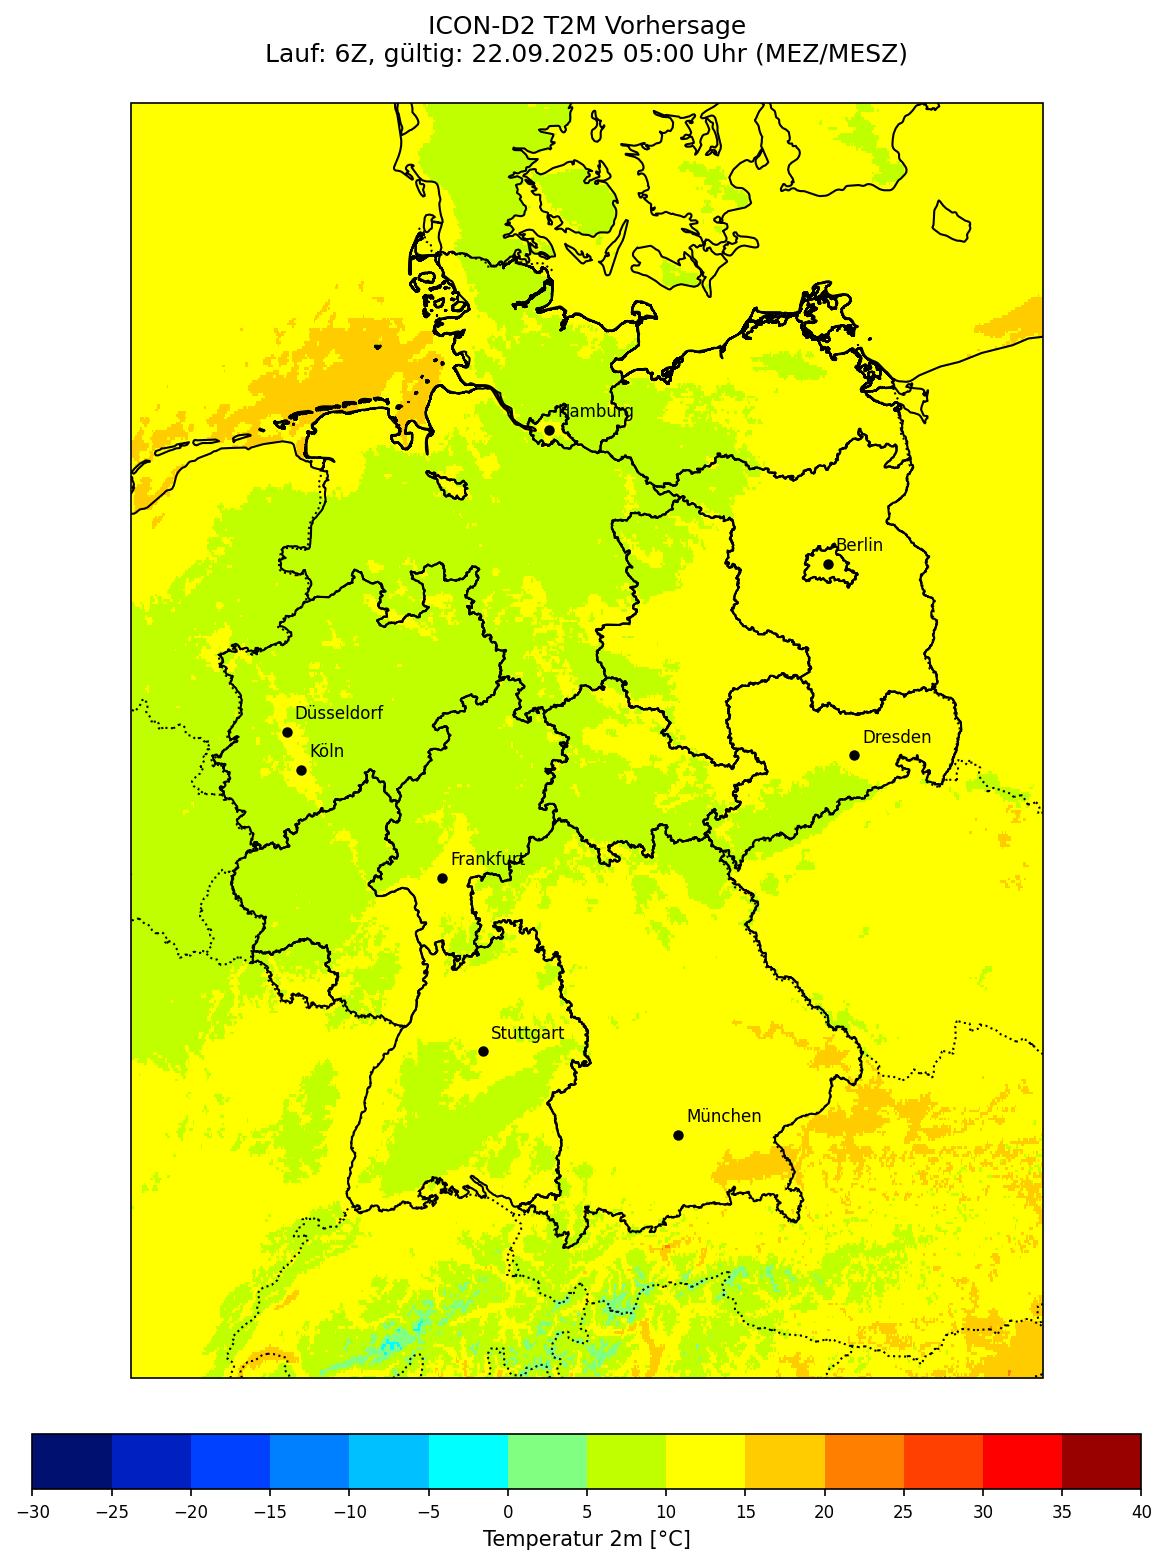 ICON-D2 T2M Vorhersage
Lauf: 6Z, gültig: 22.09.2025 05:00 Uhr (MEZ/MESZ)
Hamburg
Berlin
Düsseldorf
Dresden
Köln
Frankfurt
Stuttgart
München
−30 −25 −20 −15 −10 −5 0 5 10 15 20 25 30 35 40
Temperatur 2m [°C]